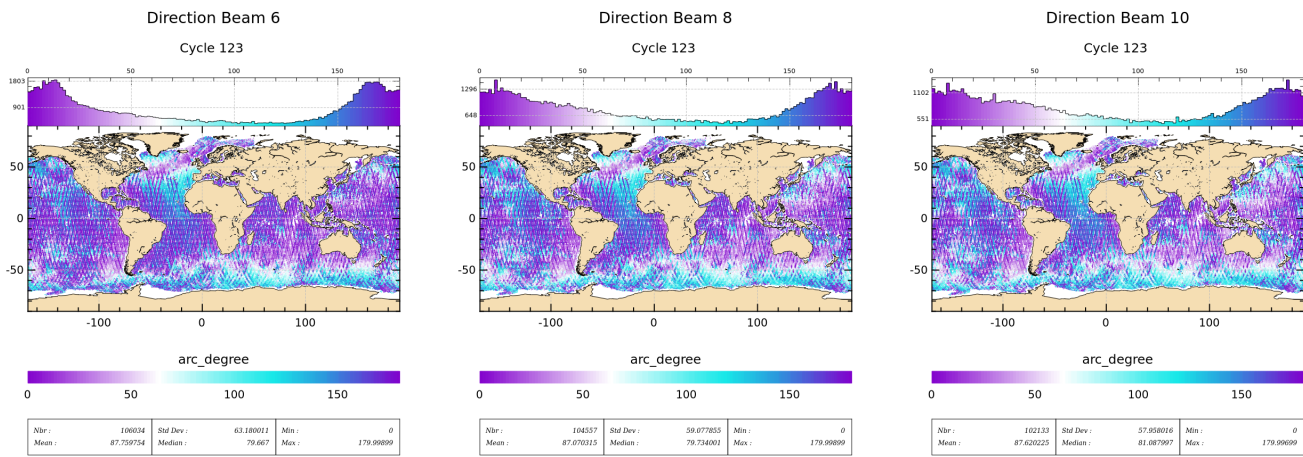 Direction Beam 6
Cycle 123
0 50 100 150
1803
901
50
0
-50
-100 0 100
arc_degree
0 50 100 150
Nbr : 106034 Std Dev : 63.180011 Min : 0
Mean : 87.759754 Median : 79.667 Max : 179.99899
Direction Beam 8
Cycle 123
0 50 100 150
1296
648
50
0
-50
-100 0 100
arc_degree
0 50 100 150
Nbr : 104557 Std Dev : 59.077855 Min : 0
Mean : 87.070315 Median : 79.734001 Max : 179.99899
Direction Beam 10
Cycle 123
0 50 100 150
1102
551
50
0
-50
-100 0 100
arc_degree
0 50 100 150
Nbr : 102133 Std Dev : 57.958016 Min : 0
Mean : 87.620225 Median : 81.087997 Max : 179.99699